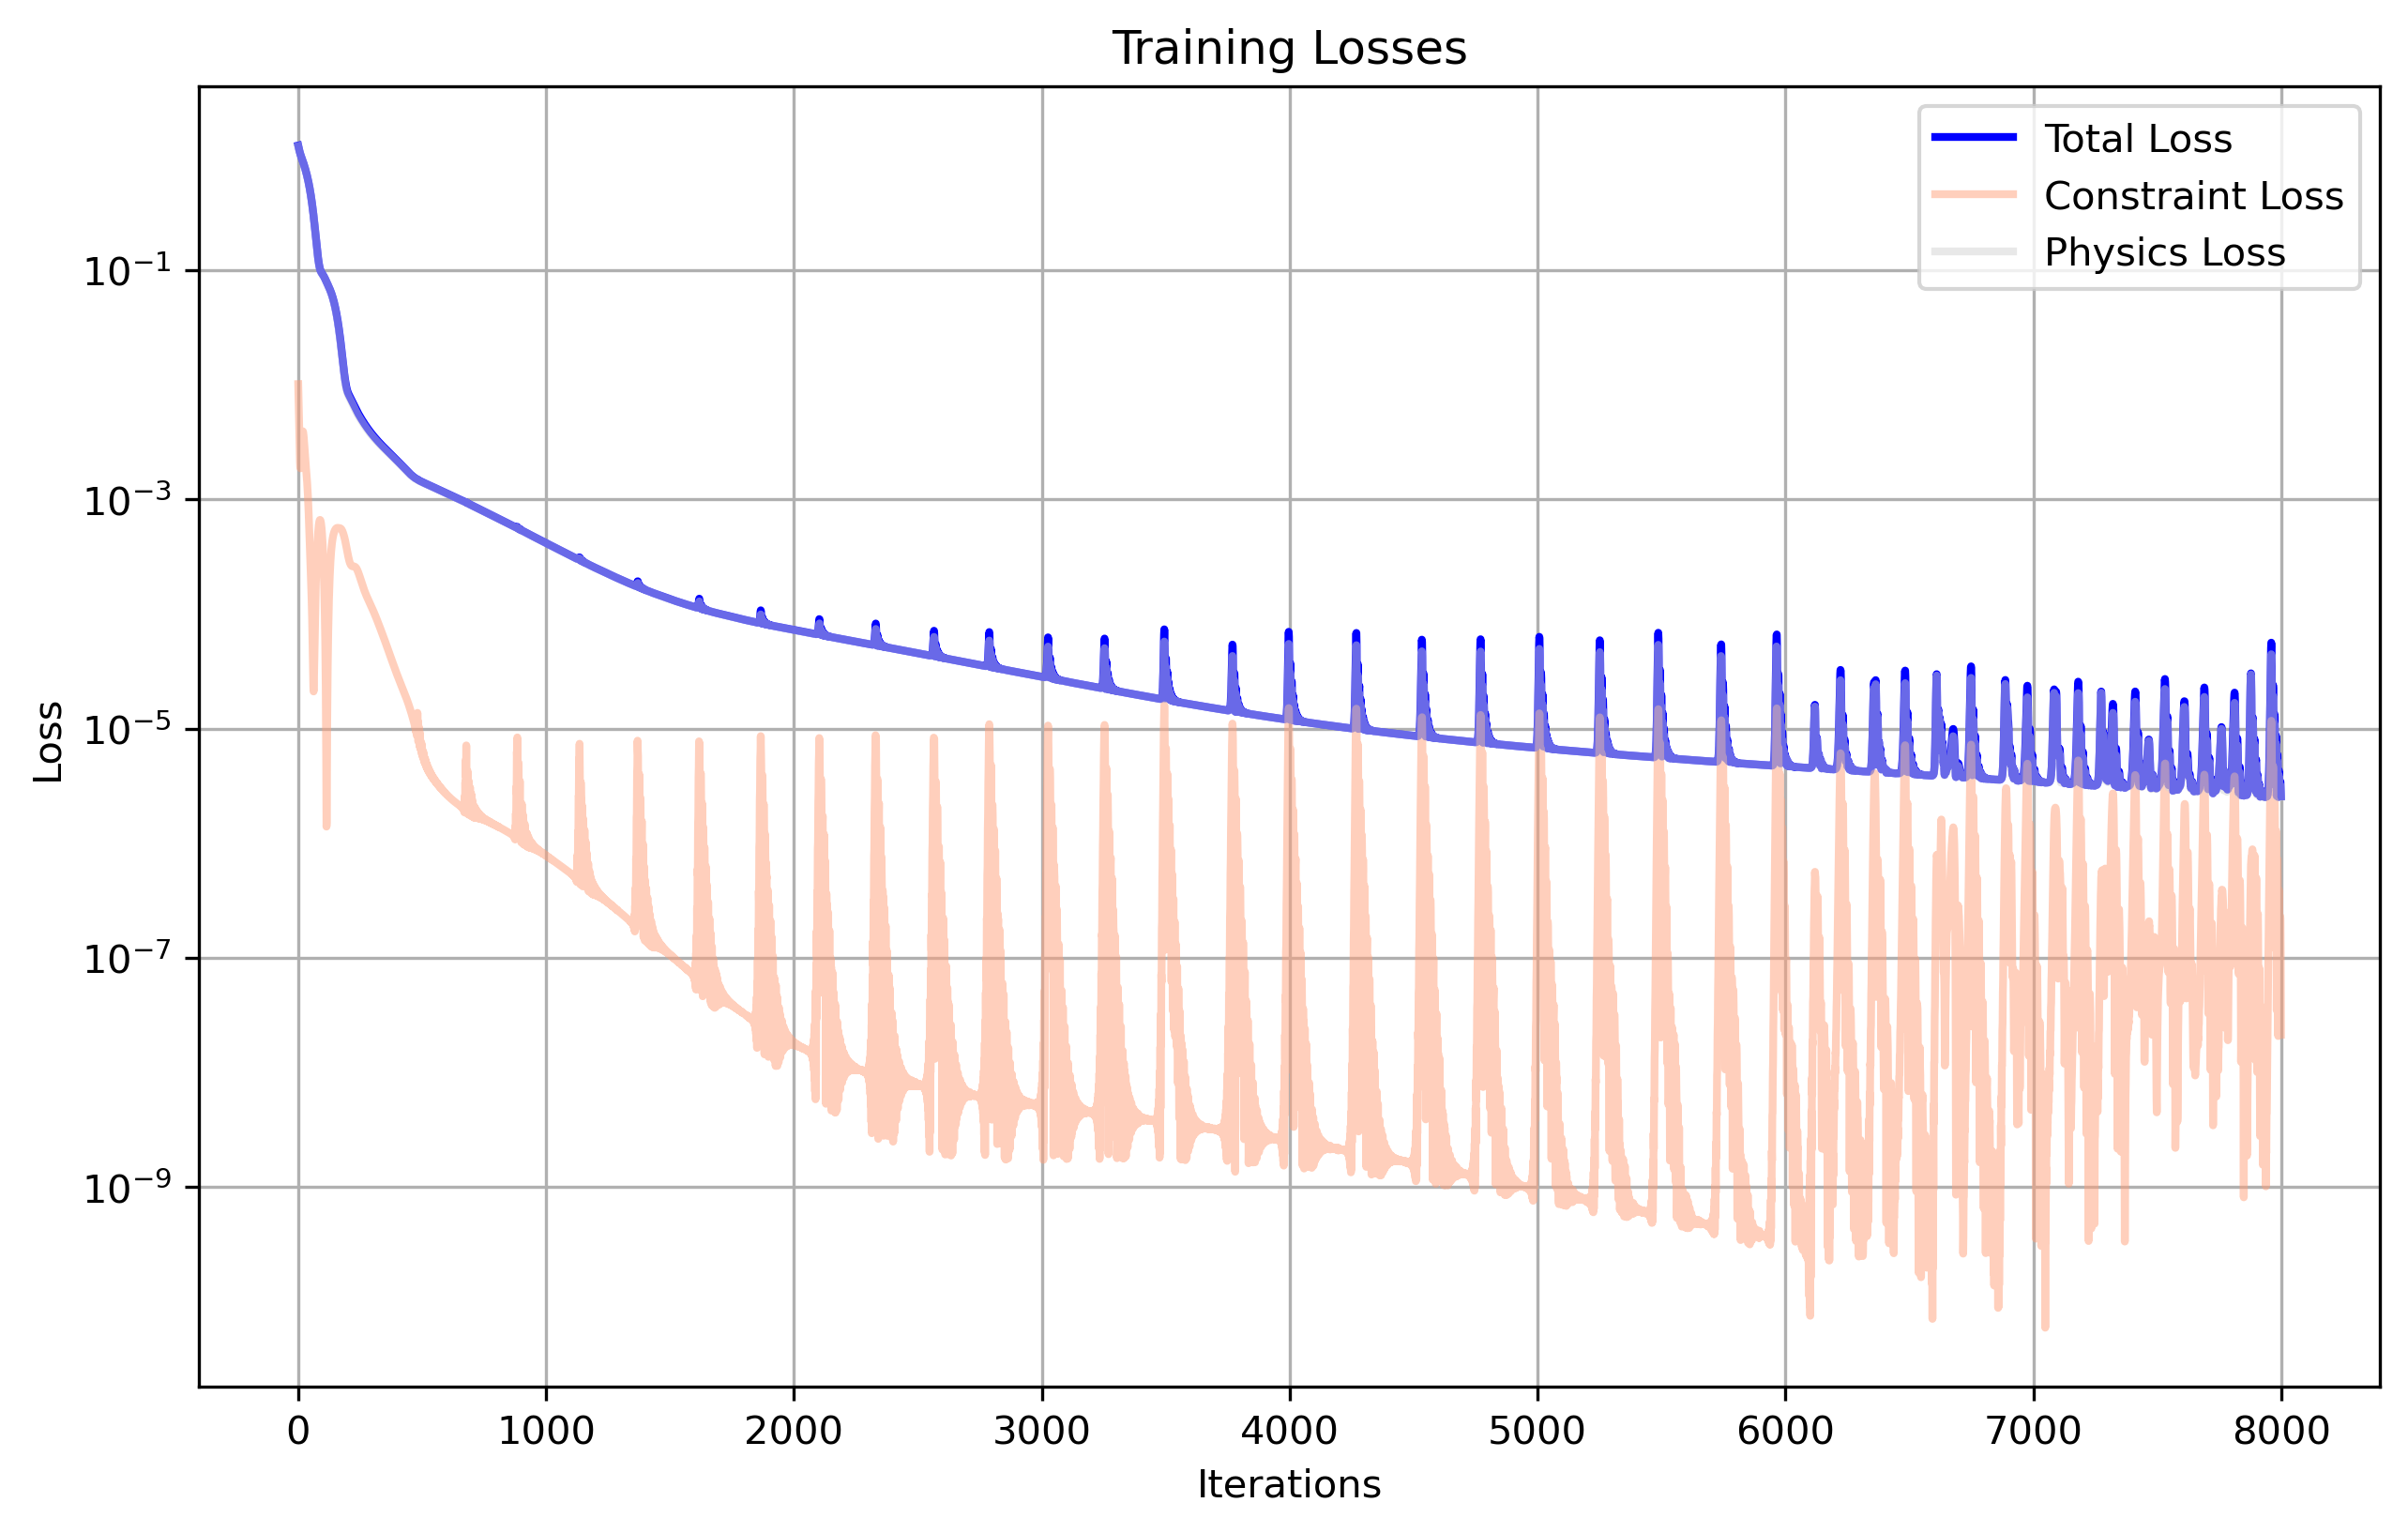 Training Losses
Total Loss
Constraint Loss
Physics Loss
Loss
10⁻¹
10⁻³
10⁻⁵
10⁻⁷
10⁻⁹
0 1000 2000 3000 4000 5000 6000 7000 8000
Iterations